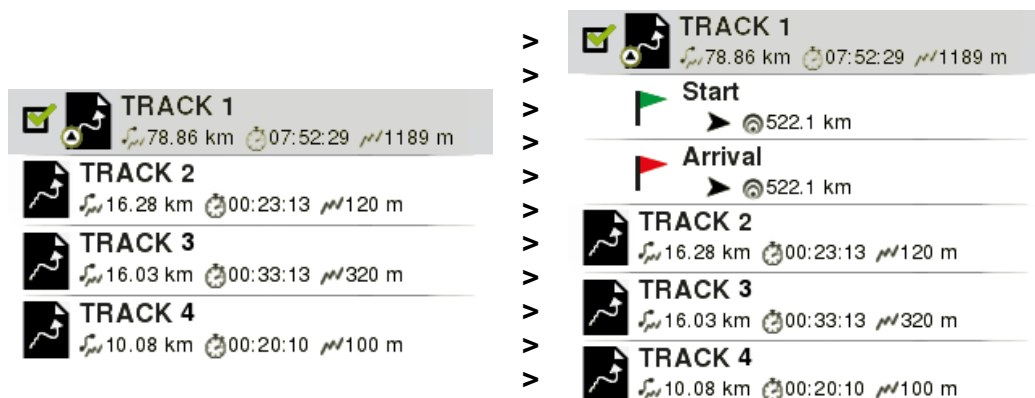 TRACK 1
78.86 km 07:52:29 1189 m
TRACK 2
16.28 km 00:23:13 120 m
TRACK 3
16.03 km 00:33:13 320 m
TRACK 4
10.08 km 00:20:10 100 m
>
>
>
>
>
>
>
>
>
>
>
TRACK 1
78.86 km 07:52:29 1189 m
Start
522.1 km
Arrival
522.1 km
TRACK 2
16.28 km 00:23:13 120 m
TRACK 3
16.03 km 00:33:13 320 m
TRACK 4
10.08 km 00:20:10 100 m